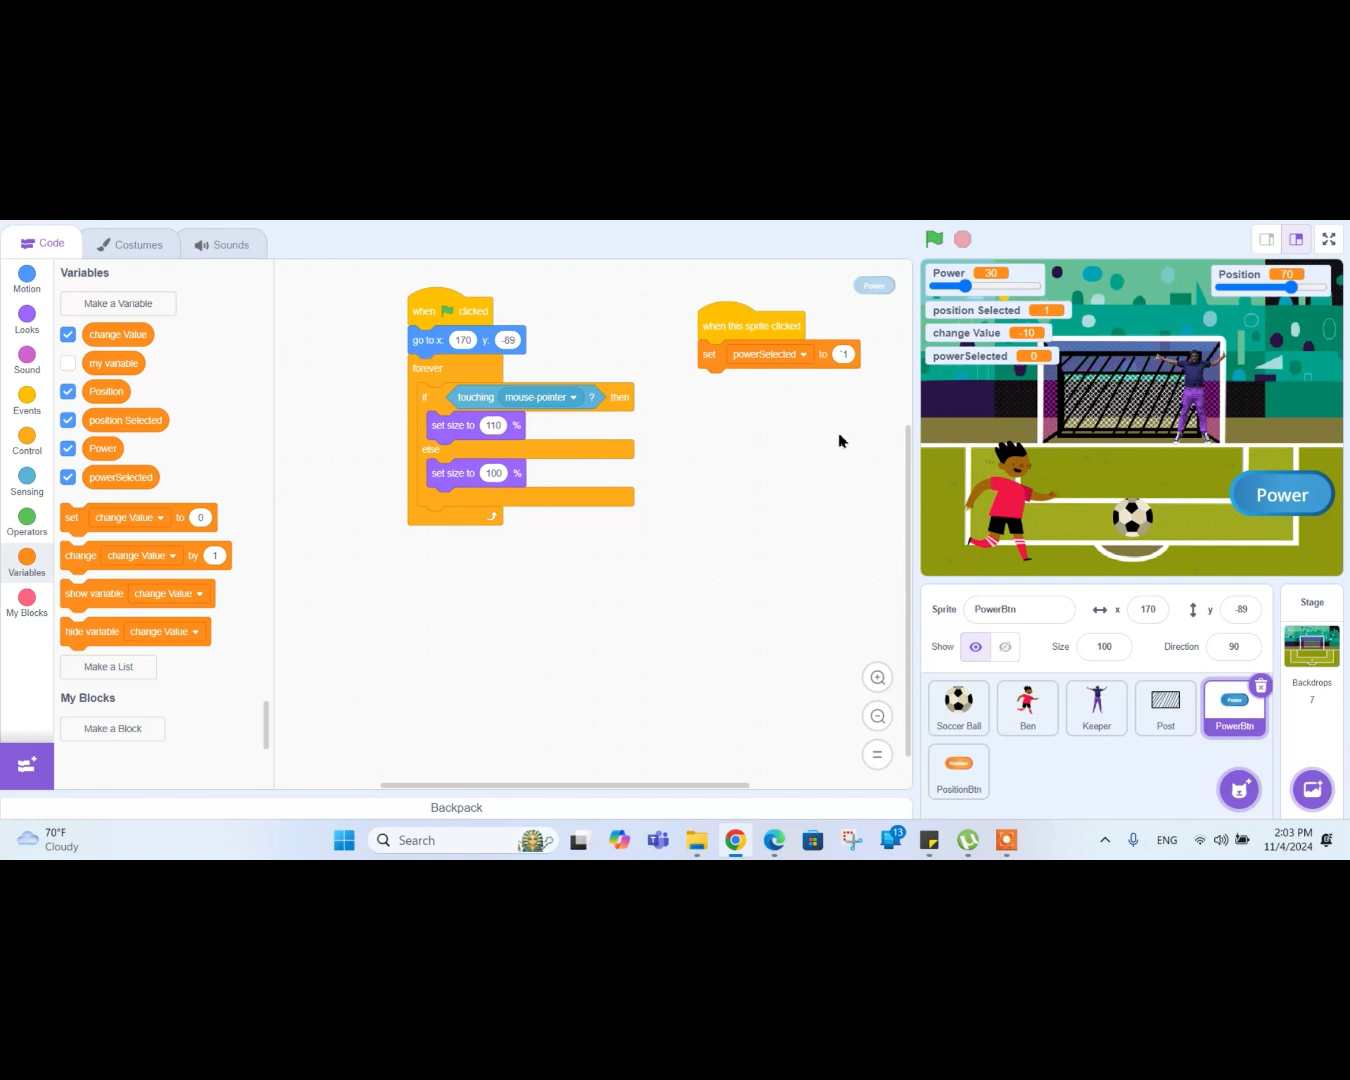 Code
Costumes
Sounds
Motion
Looks
Sound
Events
Control
Sensing
Operators
Variables
My Blocks
Variables
Make a Variable
change Value
my variable
Position
position Selected
Power
powerSelected
set change Value to 0
change change Value by 1
show variable change Value
hide variable change Value
Make a List
My Blocks
Make a Block
when clicked
go to x: 170 y: -89
forever
if touching mouse-pointer ? then
set size to 110 %
else
set size to 100 %
when this sprite clicked
set powerSelected to `1
Power
Power 30
Position 70
position Selected 1
change Value -10
powerSelected 0
Power
Sprite PowerBtn x 170 y -89
Show Size 100 Direction 90
Stage
Backdrops
7
Soccer Ball
Ben
Keeper
Post
PowerBtn
PositionBtn
Backpack
70°F
Cloudy
Search
13
ENG
2:03 PM
11/4/2024